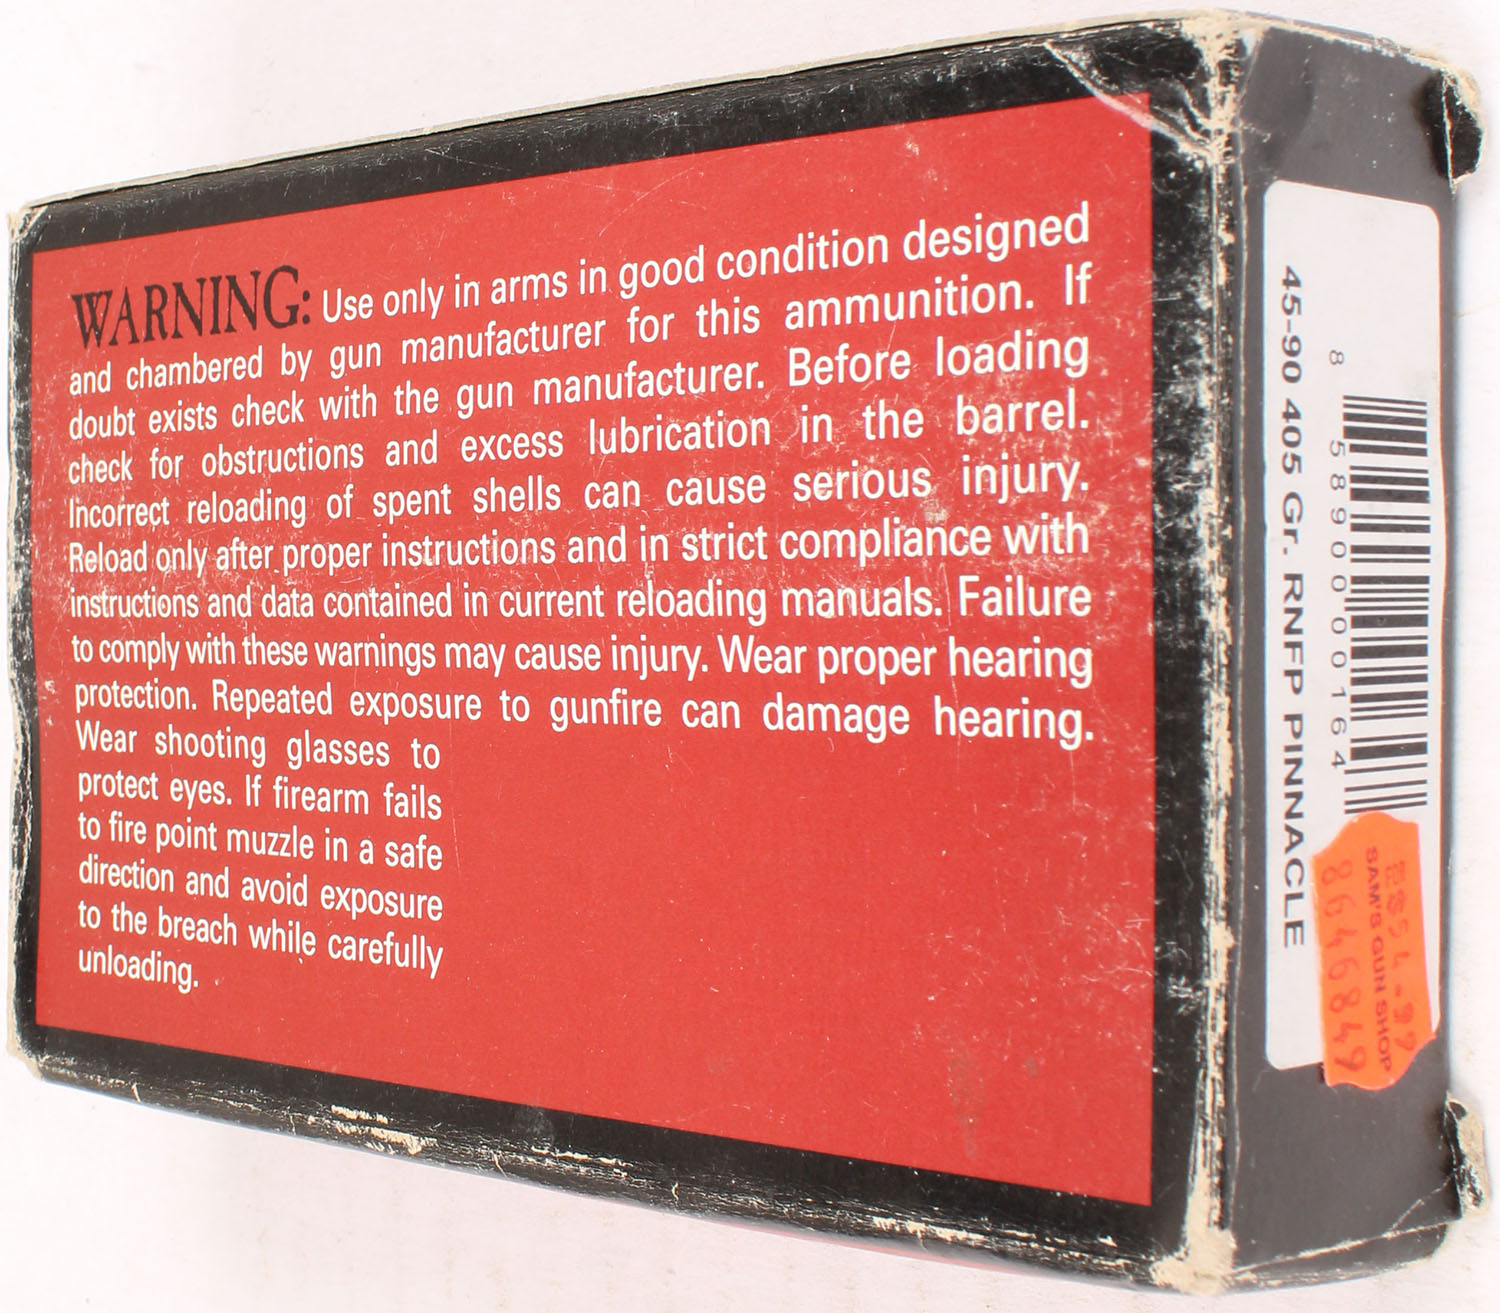 WARNING: Use only in arms in good condition designed
and chambered by gun manufacturer for this ammunition. If
doubt exists check with the gun manufacturer. Before loading
check for obstructions and excess lubrication in the barrel.
Incorrect reloading of spent shells can cause serious injury.
Reload only after proper instructions and in strict compliance with
instructions and data contained in current reloading manuals. Failure
to comply with these warnings may cause injury. Wear proper hearing
protection. Repeated exposure to gunfire can damage hearing.
Wear shooting glasses to
protect eyes. If firearm fails
to fire point muzzle in a safe
direction and avoid exposure
to the breach while carefully
unloading.
8 58900 00164
45-90 405 Gr. RNFP PINNACLE
SAM'S GUN SHOP
8646849